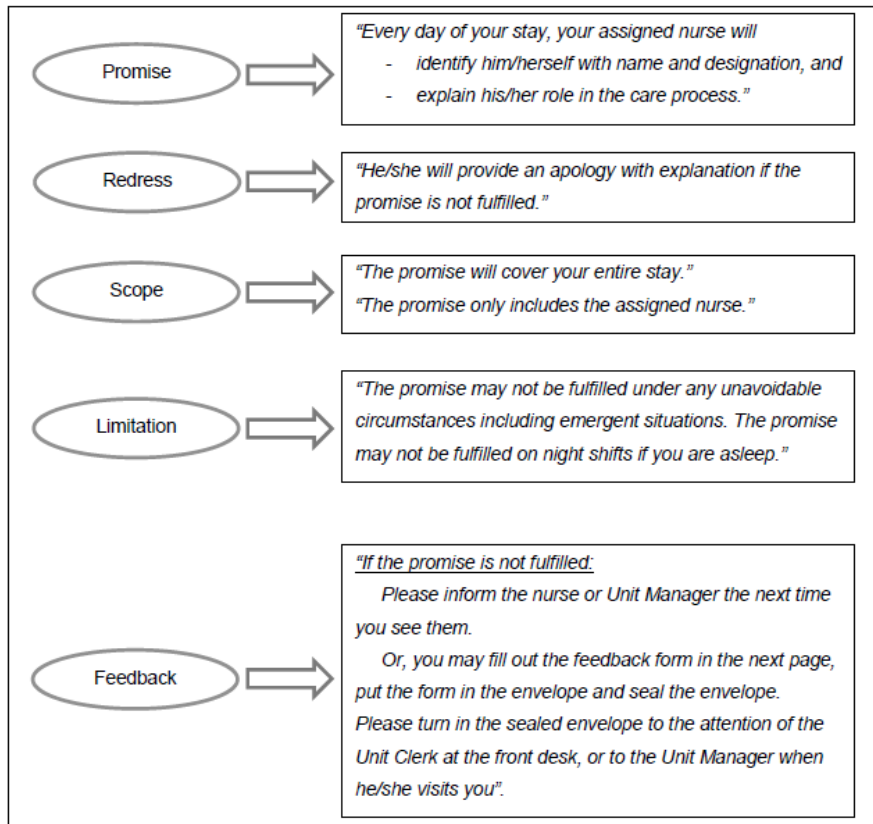 Promise
“Every day of your stay, your assigned nurse will
- identify him/herself with name and designation, and
- explain his/her role in the care process.”
Redress
“He/she will provide an apology with explanation if the
promise is not fulfilled.”
Scope
“The promise will cover your entire stay.”
“The promise only includes the assigned nurse.”
Limitation
“The promise may not be fulfilled under any unavoidable
circumstances including emergent situations. The promise
may not be fulfilled on night shifts if you are asleep.”
Feedback
“If the promise is not fulfilled:
Please inform the nurse or Unit Manager the next time
you see them.
Or, you may fill out the feedback form in the next page,
put the form in the envelope and seal the envelope.
Please turn in the sealed envelope to the attention of the
Unit Clerk at the front desk, or to the Unit Manager when
he/she visits you”.